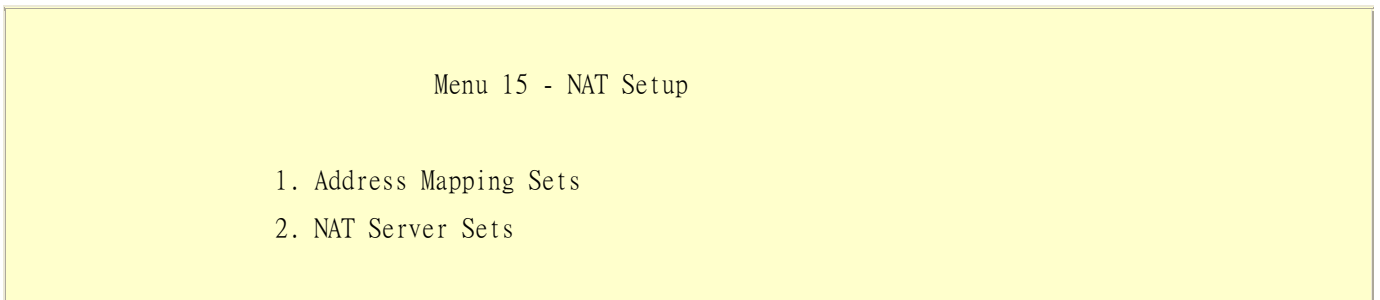 Menu 15 - NAT Setup
1. Address Mapping Sets
2. NAT Server Sets